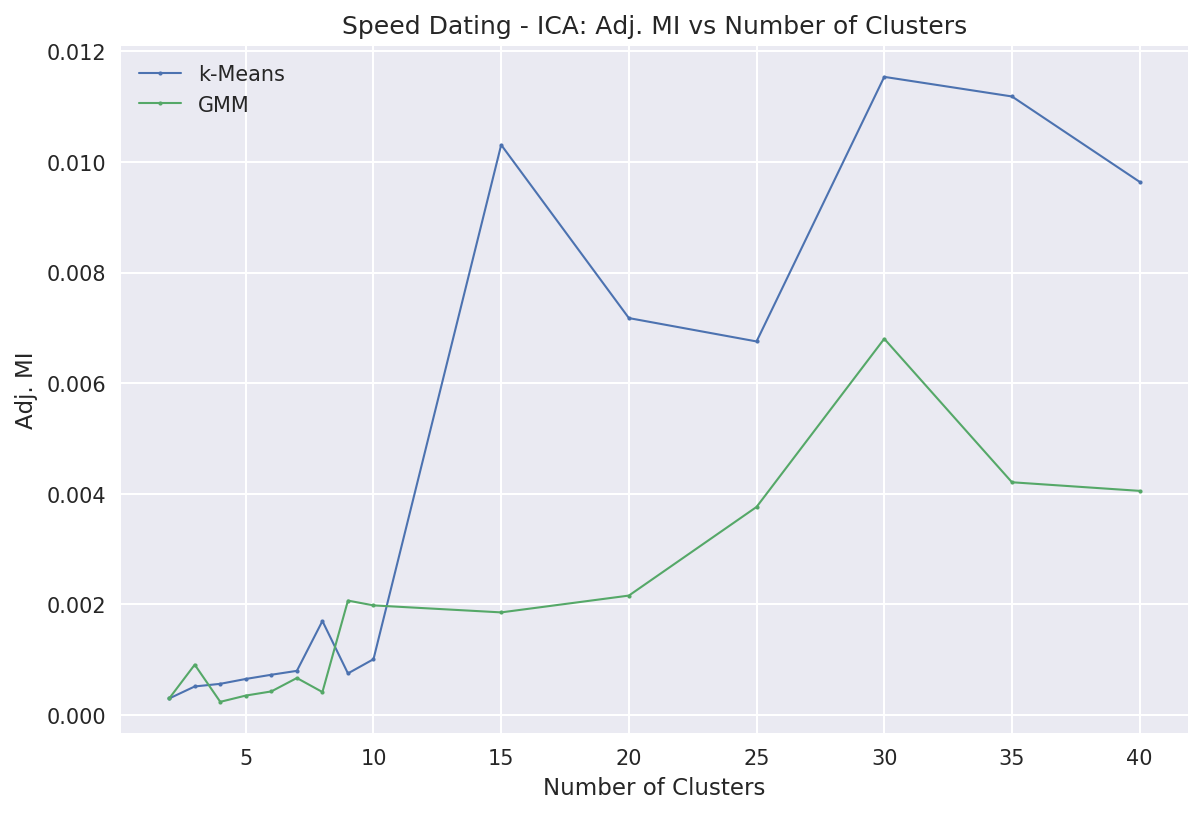 Speed Dating - ICA: Adj. MI vs Number of Clusters
k-Means
GMM
Adj. MI
0.012
0.010
0.008
0.006
0.004
0.002
0.000
5 10 15 20 25 30 35 40
Number of Clusters